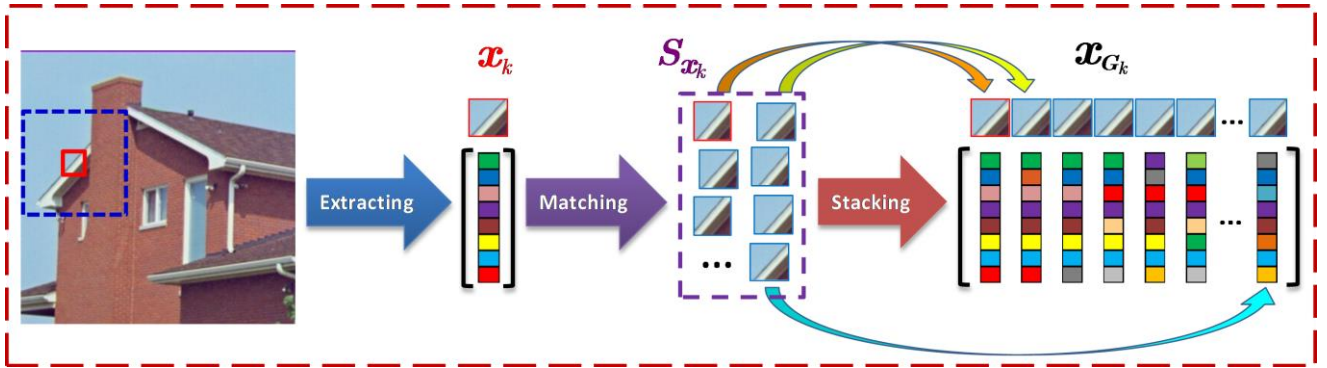 x_k
S_{x_k}
x_{G_k}
...
Extracting
Matching
Stacking
...
...